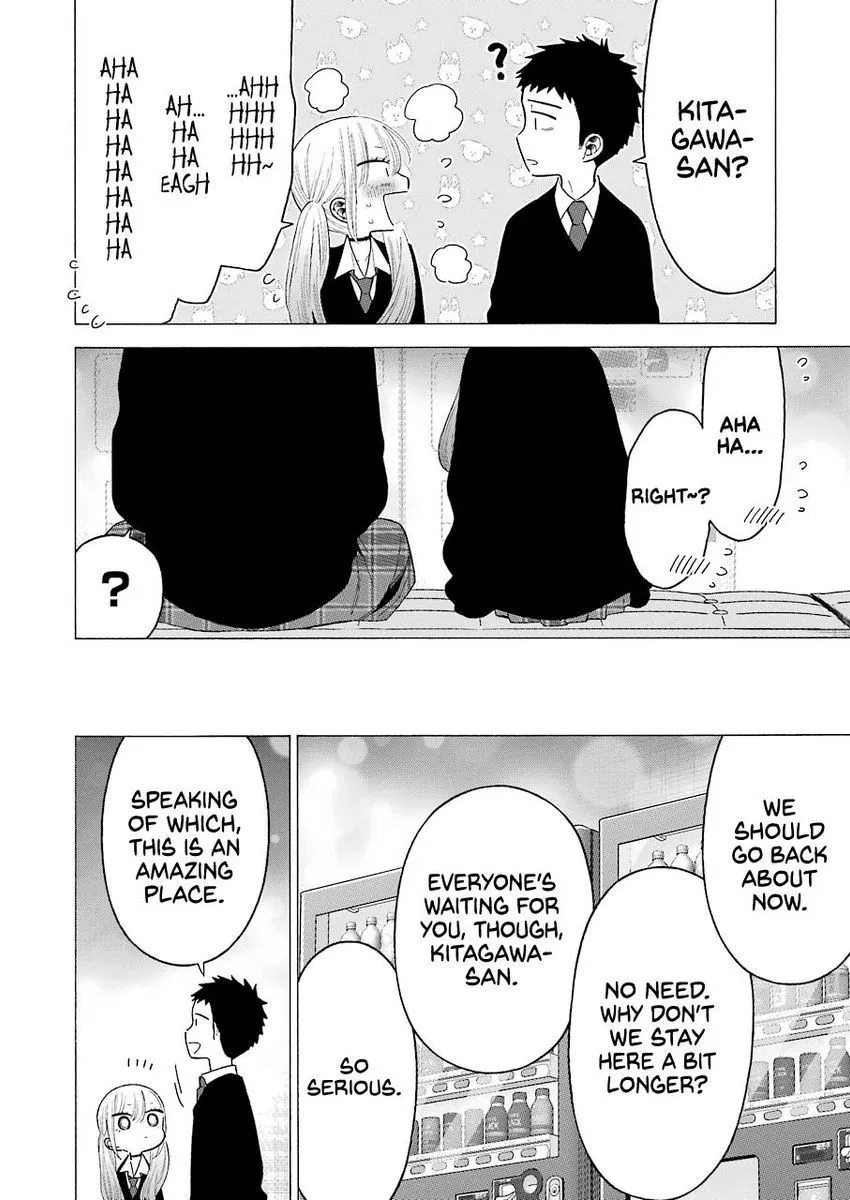 KITA-
GAWA-
SAN?
?
...AHH
HHH
HHH
HH~
AH...
HA
HA
EAGH
AHA
HA
HA
HA
HA
HA
HA
HA
AHA
HA...
RIGHT~?
?
WE
SHOULD
GO BACK
ABOUT
NOW.
NO NEED.
WHY DON'T
WE STAY
HERE A BIT
LONGER?
EVERYONE'S
WAITING FOR
YOU, THOUGH,
KITAGAWA-
SAN.
SO
SERIOUS.
SPEAKING
OF WHICH,
THIS IS AN
AMAZING
PLACE.